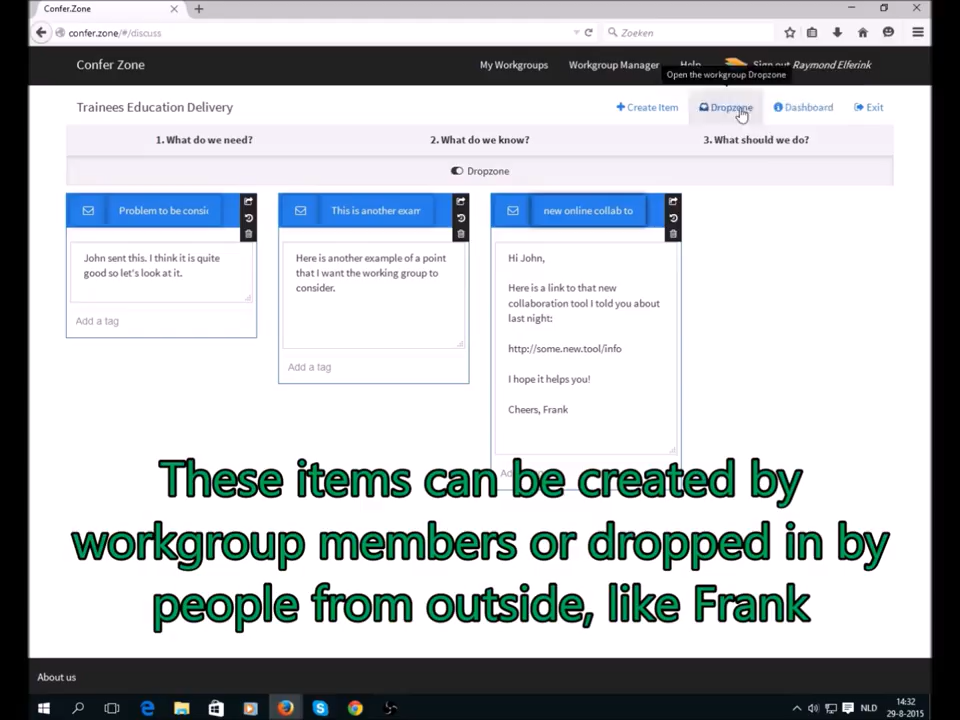 Confer.Zone
confer.zone/#/discuss
Zoeken
Confer Zone
My Workgroups
Workgroup Manager
Help
Sign out Raymond Elferink
Open the workgroup Dropzone
Trainees Education Delivery
Create Item
Dropzone
Dashboard
Exit
1. What do we need?
2. What do we know?
3. What should we do?
Dropzone
Problem to be consid
This is another exam
new online collab to
John sent this. I think it is quite
good so let's look at it.
Add a tag
Here is another example of a point
that I want the working group to
consider.
Add a tag
Hi John,
Here is a link to that new
collaboration tool I told you about
last night:
http://some.new.tool/info
I hope it helps you!
Cheers, Frank
These items can be created by
workgroup members or dropped in by
people from outside, like Frank
About us
NLD
14:32
29-8-2015